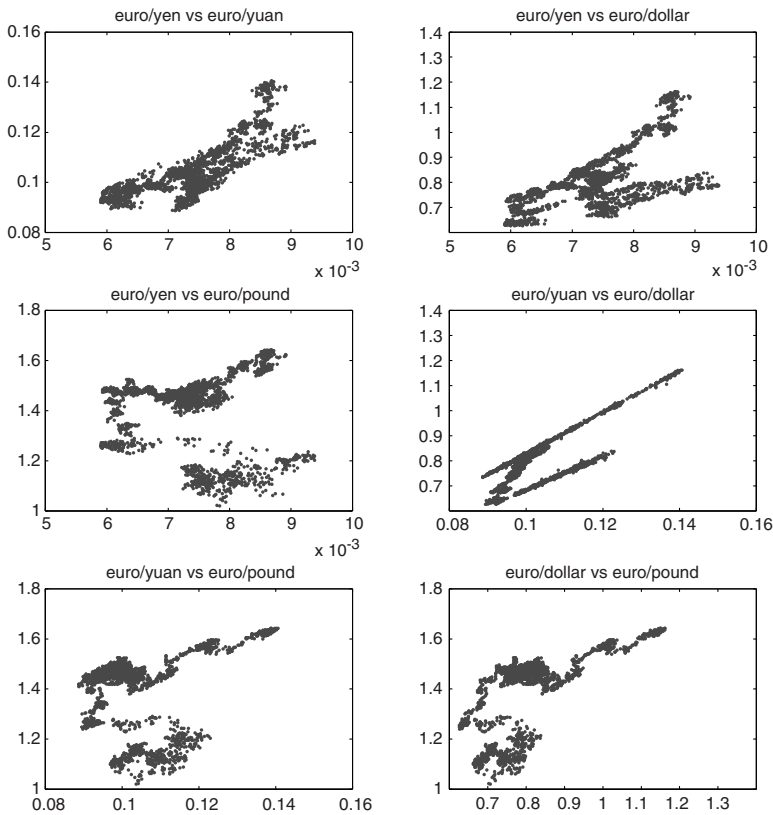 euro/yen vs euro/yuan
0.16
0.14
0.12
0.1
0.08
5 6 7 8 9 10
x 10-3
euro/yen vs euro/dollar
1.4
1.3
1.2
1.1
1
0.9
0.8
0.7
5 6 7 8 9 10
x 10-3
euro/yen vs euro/pound
1.8
1.6
1.4
1.2
1
5 6 7 8 9 10
x 10-3
euro/yuan vs euro/dollar
1.4
1.3
1.2
1.1
1
0.9
0.8
0.7
0.08 0.1 0.12 0.14 0.16
euro/yuan vs euro/pound
1.8
1.6
1.4
1.2
1
0.08 0.1 0.12 0.14 0.16
euro/dollar vs euro/pound
1.8
1.6
1.4
1.2
1
0.7 0.8 0.9 1 1.1 1.2 1.3